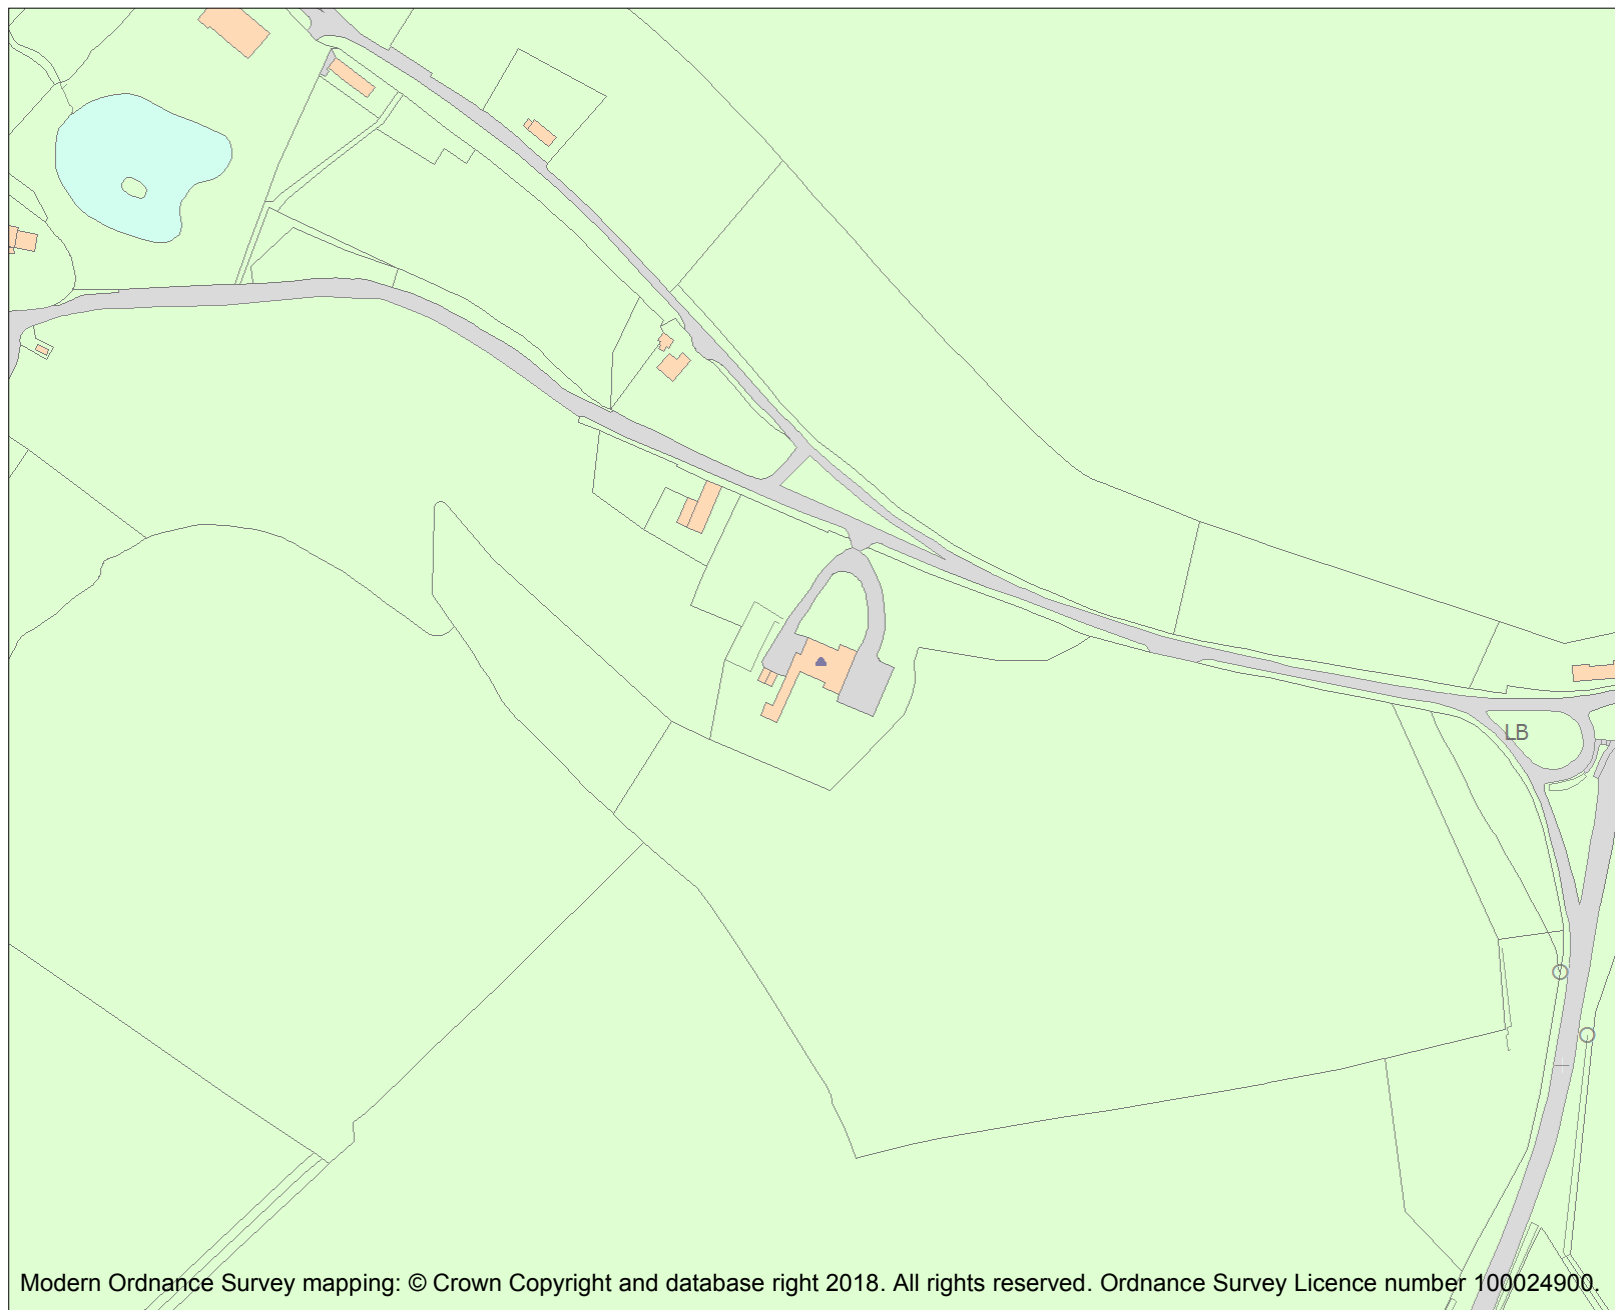 LB
Modern Ordnance Survey mapping: © Crown Copyright and database right 2018. All rights reserved. Ordnance Survey Licence number 100024900.